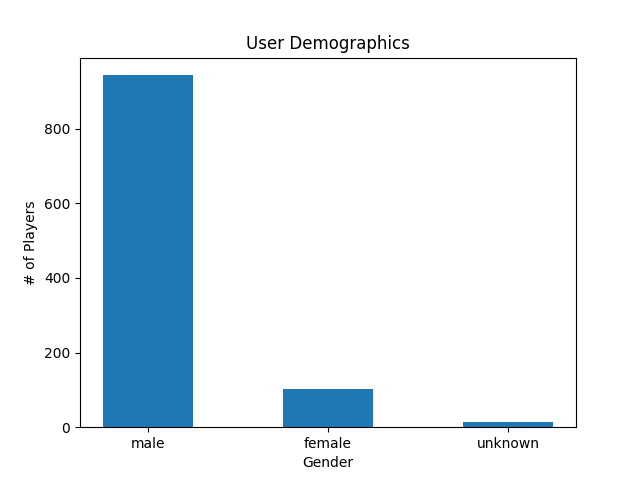 User Demographics
# of Players
800
600
400
200
0
male female unknown
Gender